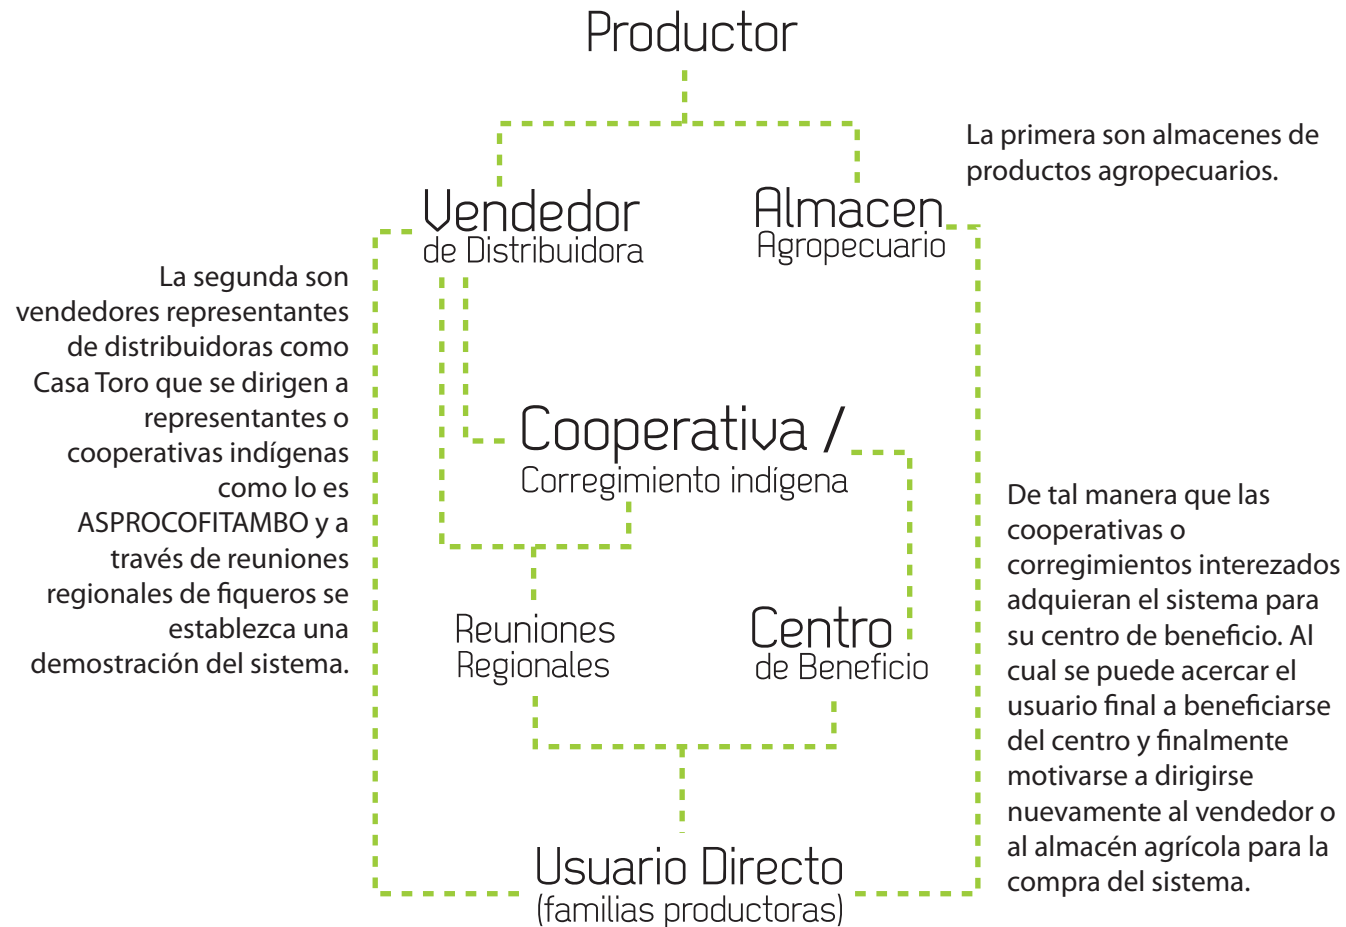 Productor
La primera son almacenes de
productos agropecuarios.
Vendedor
de Distribuidora
Almacen
Agropecuario
La segunda son
vendedores representantes
de distribuidoras como
Casa Toro que se dirigen a
representantes o
cooperativas indígenas
como lo es
ASPROCOFITAMBO y a
través de reuniones
regionales de fiqueros se
establezca una
demostración del sistema.
Cooperativa /
Corregimiento indígena
Reuniones
Regionales
Centro
de Beneficio
De tal manera que las
cooperativas o
corregimientos interezados
adquieran el sistema para
su centro de beneficio. Al
cual se puede acercar el
usuario final a beneficiarse
del centro y finalmente
motivarse a dirigirse
nuevamente al vendedor o
al almacén agrícola para la
compra del sistema.
Usuario Directo
(familias productoras)